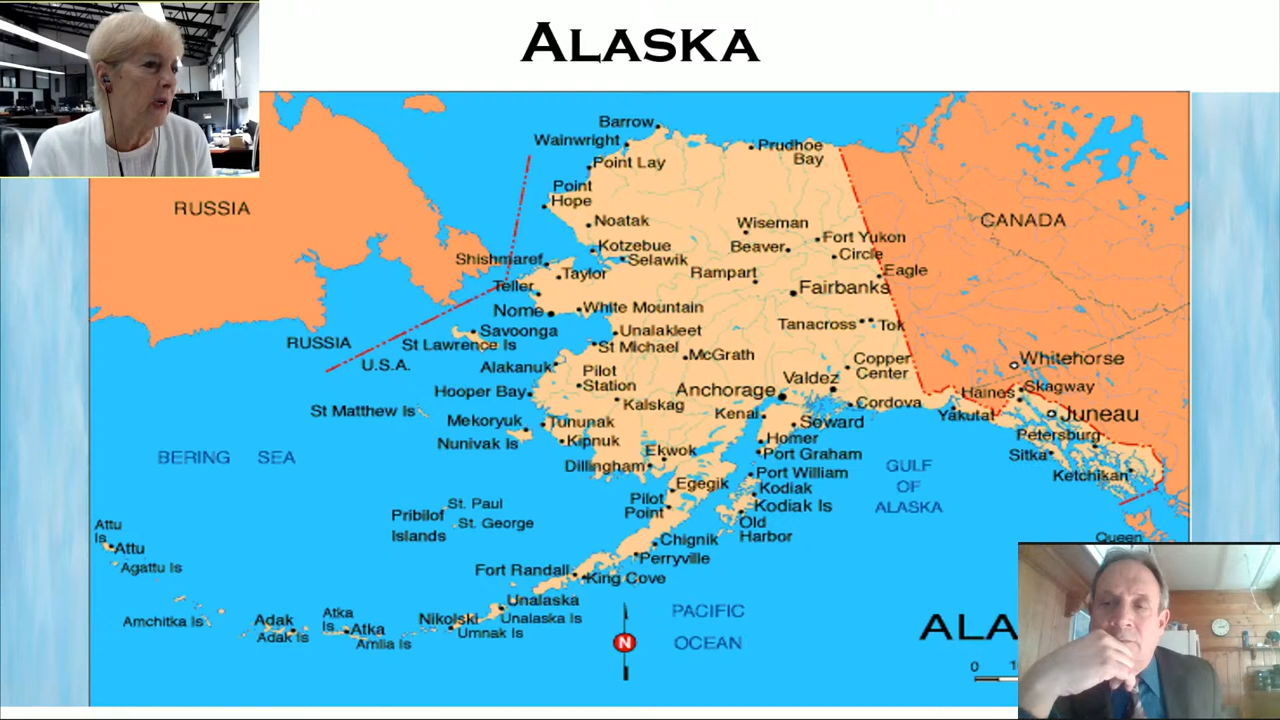 ALASKA
Barrow
Wainwright
Prudhoe
Bay
Point Lay
Point
Hope
RUSSIA
Noatak
Wiseman
CANADA
Fort Yukon
Kotzebue
Beaver
Circle
Shishmaref
Selawik
Taylor
Rampart
Eagle
Teller
Fairbanks
Nome
White Mountain
Savoonga
Unalakleet
Tanacross
Tok
RUSSIA
St Lawrence Is
St Michael
McGrath
U.S.A.
Alakanuk
Copper
Center
Whitehorse
Pilot
Station
Valdez
Hooper Bay
Anchorage
Haines
Skagway
St Matthew Is
Kalskag
Kenai
Cordova
Yakutat
Juneau
Mekoryuk
Tununak
Seward
Nunivak Is
Kipnuk
Homer
Petersburg
Ekwok
Port Graham
Sitka
BERING SEA
Dillingham
GULF
OF
ALASKA
Port William
Ketchikan
Egegik
Kodiak
Pilot
Point
Kodiak Is
St. Paul
Pribilof
Islands
St. George
Old
Harbor
Attu
Is
Attu
Chignik
Queen
Agattu Is
Perryville
Fort Randall
King Cove
Unalaska
Amchitka Is
Adak
Adak Is
Atka
Is
Atka
Amlia Is
Nikolski
Unalaska Is
Umnak Is
PACIFIC
OCEAN
N
ALA
0